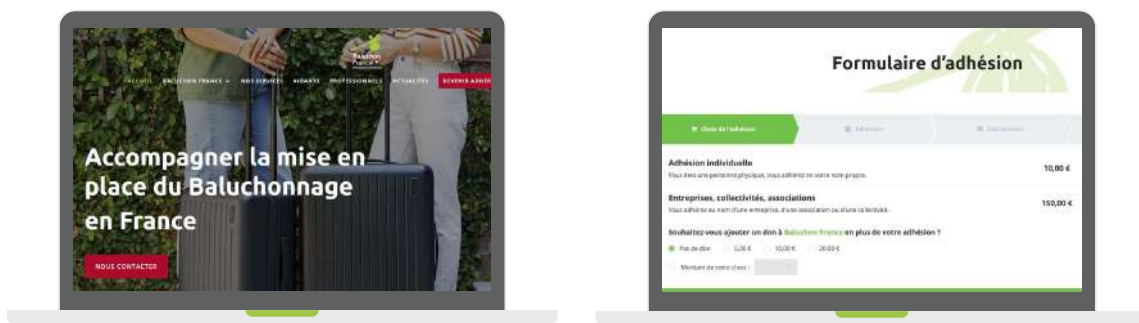 Baluchon
France
ACCUEIL BALUCHON FRANCE NOS SERVICES AIDANTS PROFESSIONNELS ACTUALITÉS DEVENIR ADHÉR
Accompagner la mise en
place du Baluchonnage
en France
NOUS CONTACTER
Formulaire d'adhésion
Choix de l'adhésion
Adhésion individuelle
10,00 €
Vous êtes une personne physique, vous adhérez en votre nom propre.
Entreprises, collectivités, associations
150,00 €
Vous adhérez au nom d'une entreprise, d'une association ou d'une collectivité.
Souhaitez-vous ajouter un don à Baluchon France en plus de votre adhésion ?
Pas de don 5,00 € 10,00 € 20,00 €
Montant de votre choix :